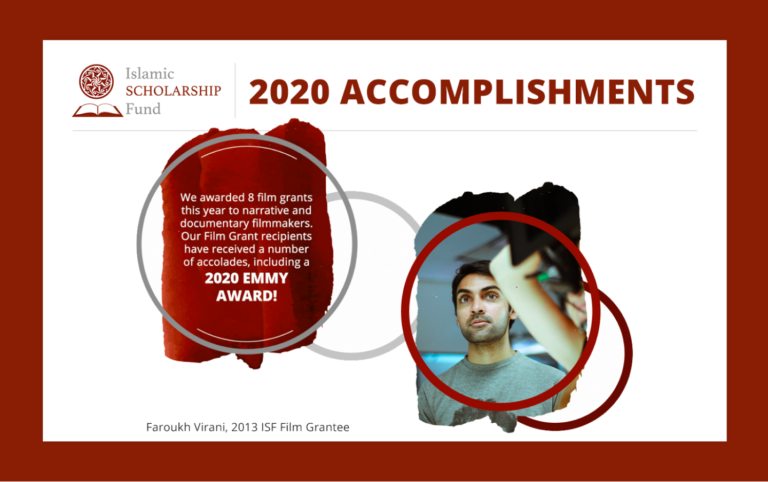 Islamic
SCHOLARSHIP
Fund
2020 ACCOMPLISHMENTS
We awarded 8 film grants
this year to narrative and
documentary filmmakers.
Our Film Grant recipients
have received a number
of accolades, including a
2020 EMMY
AWARD!
Faroukh Virani, 2013 ISF Film Grantee